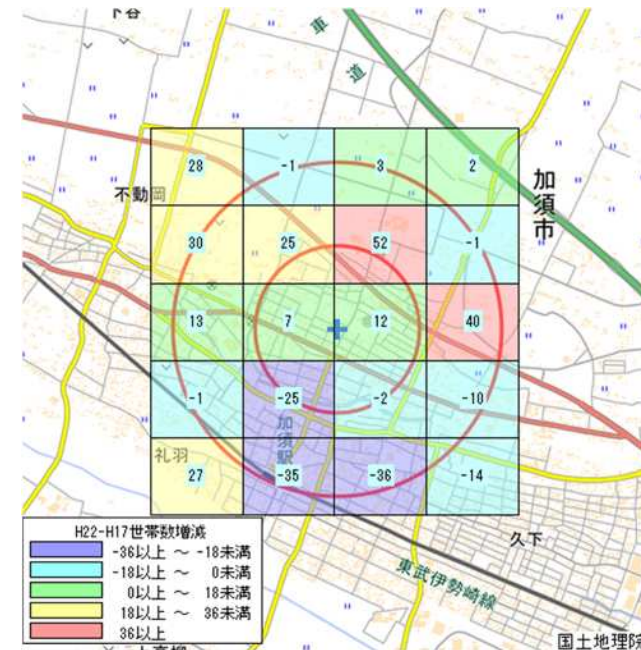 下谷
車
道
28 -1 3 2
不動岡
加須市
30 25 52 -1
13 7 12 40
-1 -25 -2 -10
加須駅
礼羽
27 -35 -36 -14
久下
東武伊勢崎線
H22-H17世帯数増減
-36以上 ～ -18未満
-18以上 ～ 0未満
0以上 ～ 18未満
18以上 ～ 36未満
36以上
国土地理院